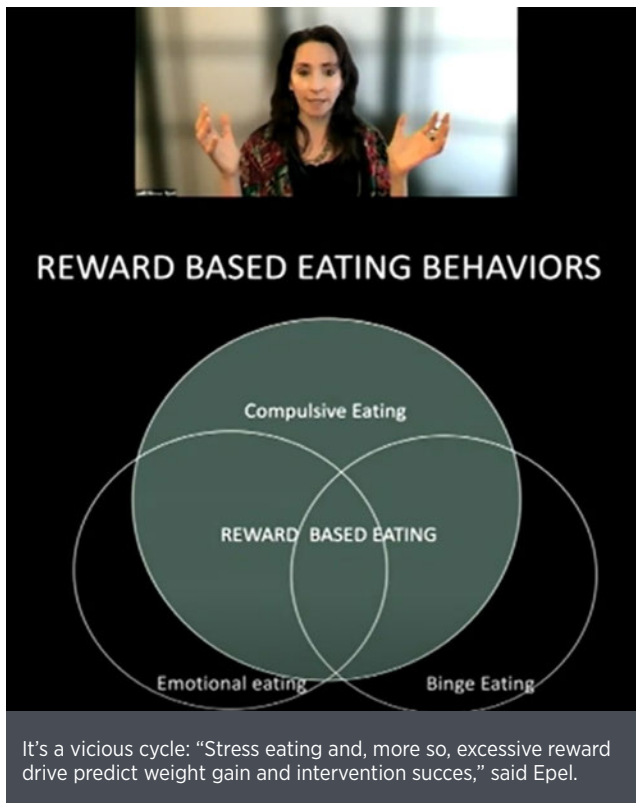 REWARD BASED EATING BEHAVIORS
Compulsive Eating
REWARD BASED EATING
Emotional eating
Binge Eating
It’s a vicious cycle: “Stress eating and, more so, excessive reward
drive predict weight gain and intervention succes,” said Epel.